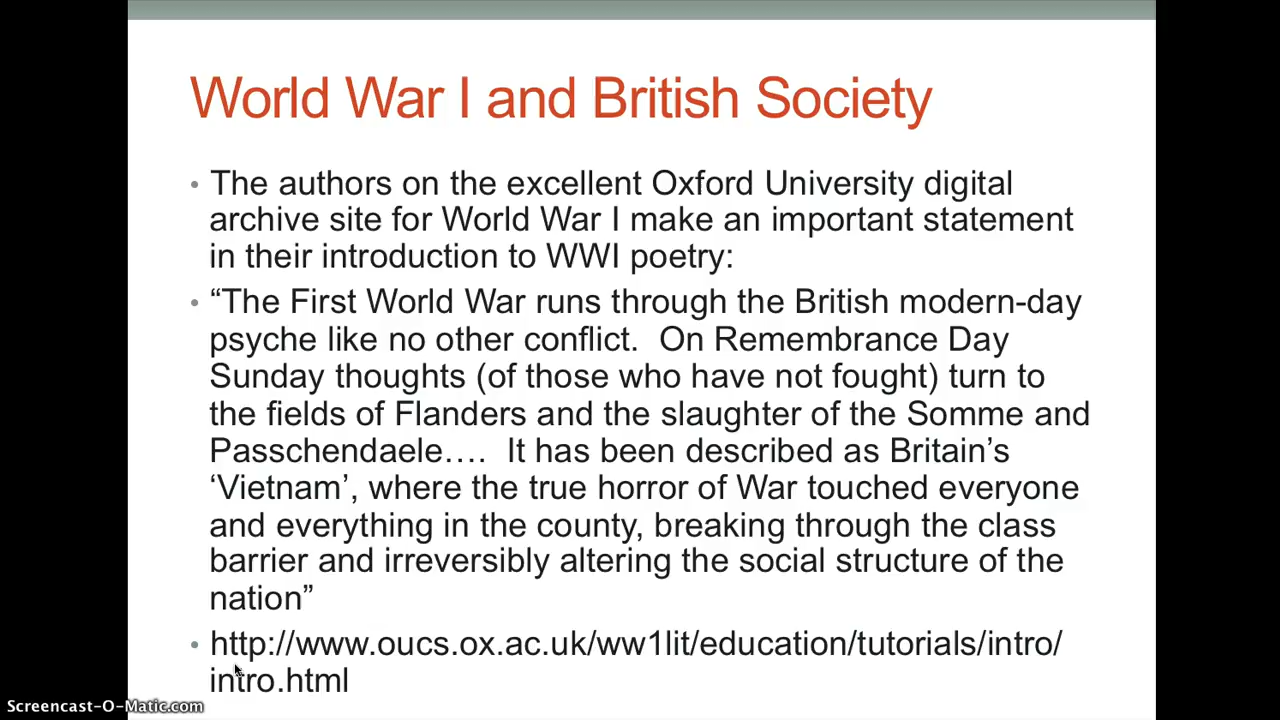 World War I and British Society
• The authors on the excellent Oxford University digital
archive site for World War I make an important statement
in their introduction to WWI poetry:
• “The First World War runs through the British modern-day
psyche like no other conflict.  On Remembrance Day
Sunday thoughts (of those who have not fought) turn to
the fields of Flanders and the slaughter of the Somme and
Passchendaele….  It has been described as Britain’s
‘Vietnam’, where the true horror of War touched everyone
and everything in the county, breaking through the class
barrier and irreversibly altering the social structure of the
nation”
• http://www.oucs.ox.ac.uk/ww1lit/education/tutorials/intro/
intro.html
Screencast-O-Matic.com